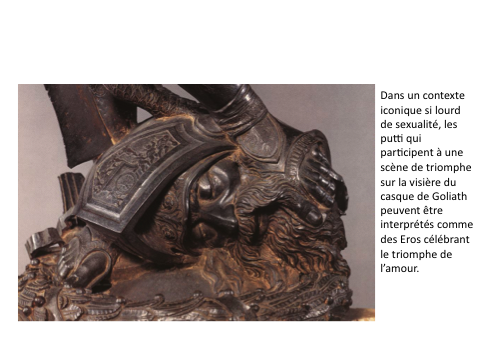 Dans un contexte
iconique si lourd
de sexualité, les
putti qui
participent à une
scène de triomphe
sur la visière du
casque de Goliath
peuvent être
interprétés comme
des Eros célébrant
le triomphe de
l'amour.